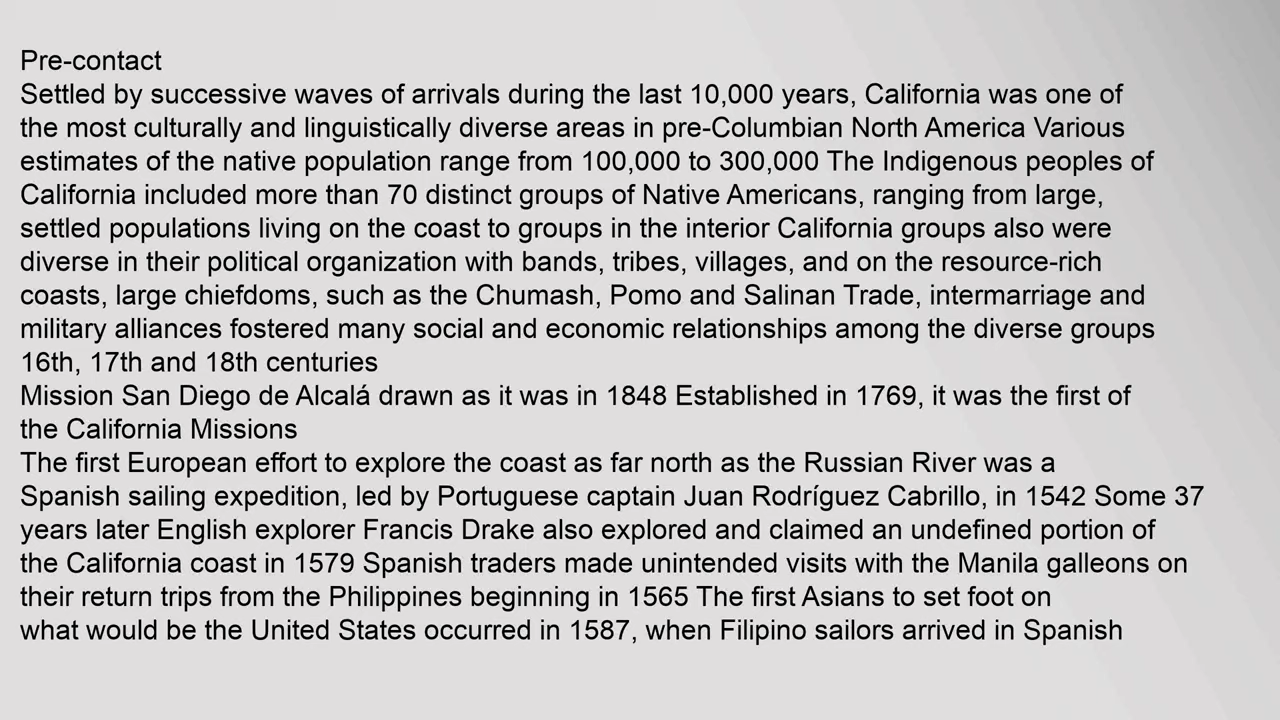 Pre-contact
Settled by successive waves of arrivals during the last 10,000 years, California was one of
the most culturally and linguistically diverse areas in pre-Columbian North America Various
estimates of the native population range from 100,000 to 300,000 The Indigenous peoples of
California included more than 70 distinct groups of Native Americans, ranging from large,
settled populations living on the coast to groups in the interior California groups also were
diverse in their political organization with bands, tribes, villages, and on the resource-rich
coasts, large chiefdoms, such as the Chumash, Pomo and Salinan Trade, intermarriage and
military alliances fostered many social and economic relationships among the diverse groups
16th, 17th and 18th centuries
Mission San Diego de Alcalá drawn as it was in 1848 Established in 1769, it was the first of
the California Missions
The first European effort to explore the coast as far north as the Russian River was a
Spanish sailing expedition, led by Portuguese captain Juan Rodríguez Cabrillo, in 1542 Some 37
years later English explorer Francis Drake also explored and claimed an undefined portion of
the California coast in 1579 Spanish traders made unintended visits with the Manila galleons on
their return trips from the Philippines beginning in 1565 The first Asians to set foot on
what would be the United States occurred in 1587, when Filipino sailors arrived in Spanish